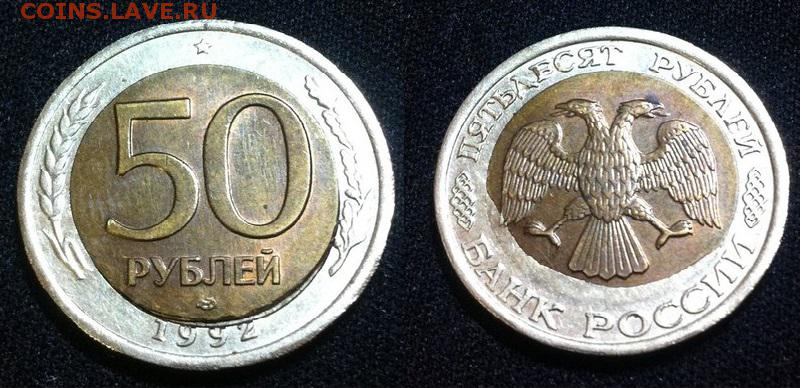 COINS.LAVE.RU
50
РУБЛЕЙ
1992
ПЯТЬДЕСЯТ РУБЛЕЙ
БАНК РОССИИ